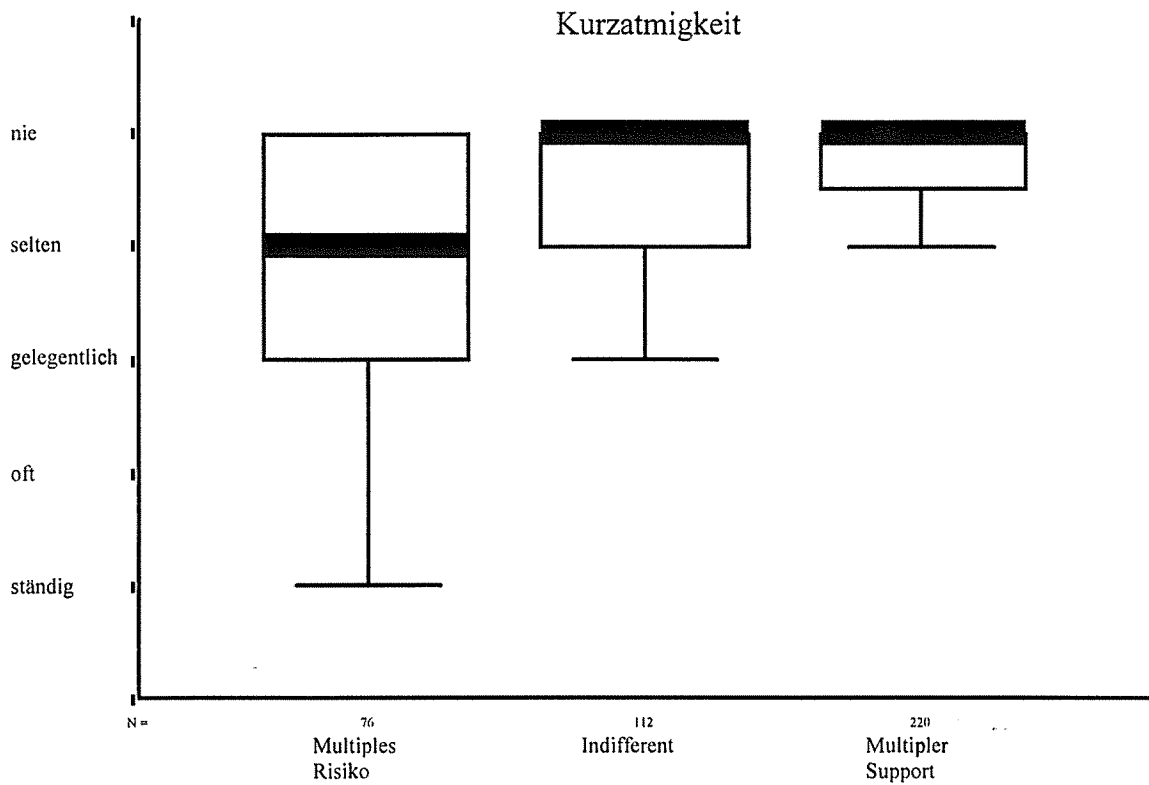 Kurzatmigkeit
nie
selten
gelegentlich
oft
ständig
N = 76 112 220
Multiples Risiko
Indifferent
Multipler Support